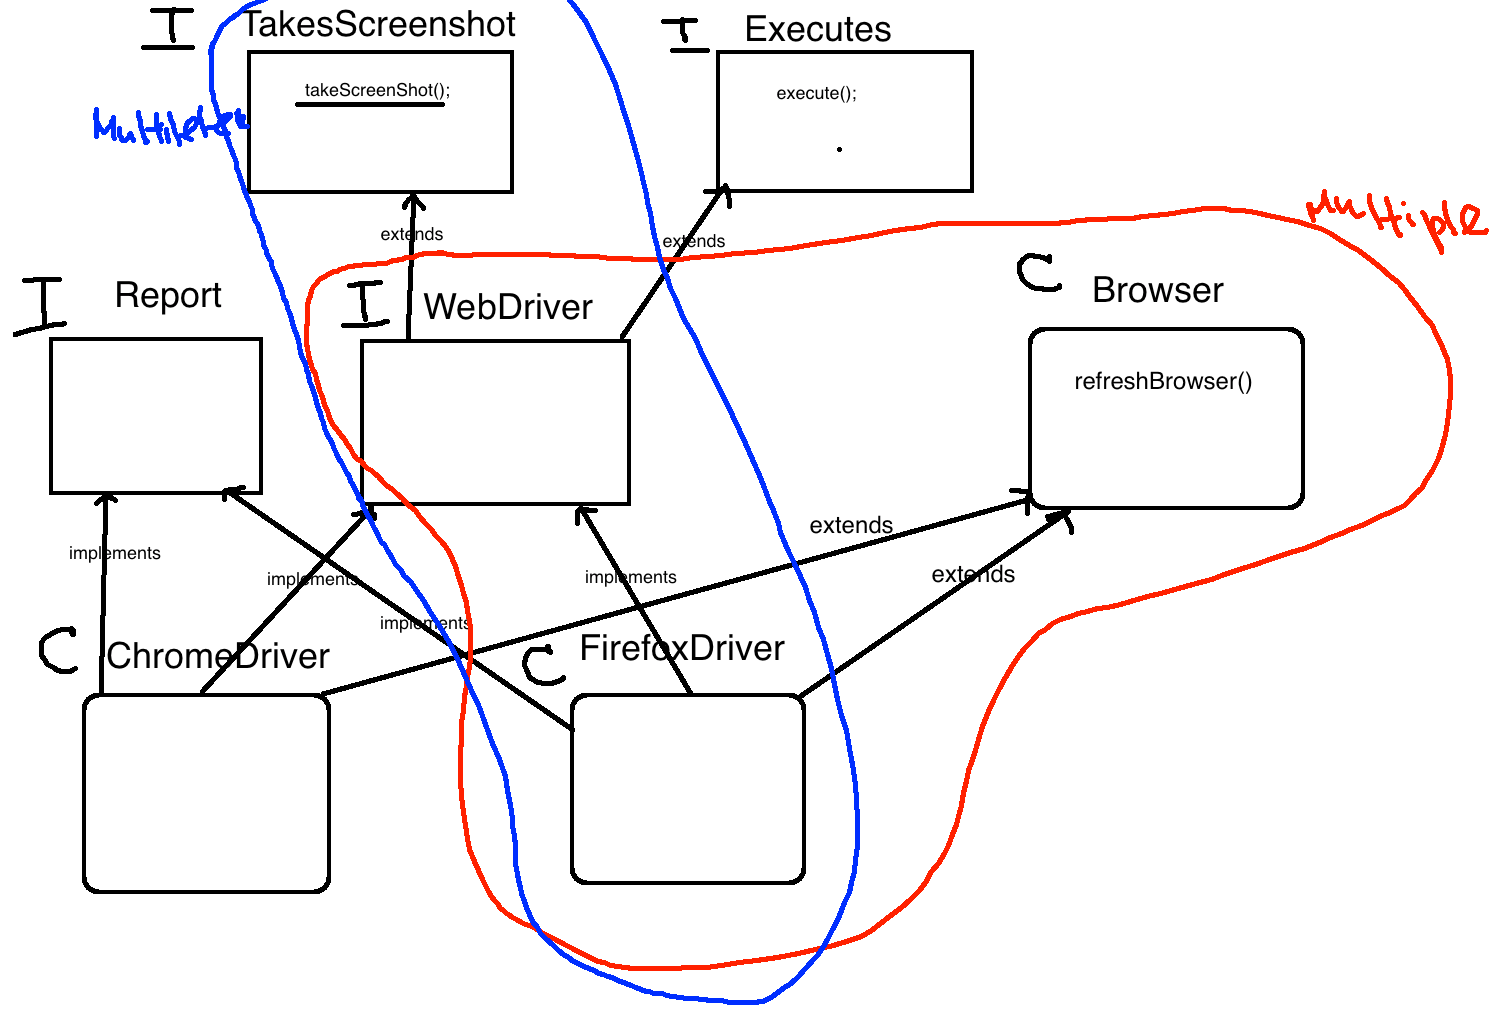 I TakesScreenshot
I Executes
takeScreenShot();
execute();
Multiple
extends
extends
I Report
I WebDriver
C Browser
refreshBrowser()
extends
implements
implements
implements
extends
implements
C ChromeDriver
C FirefoxDriver